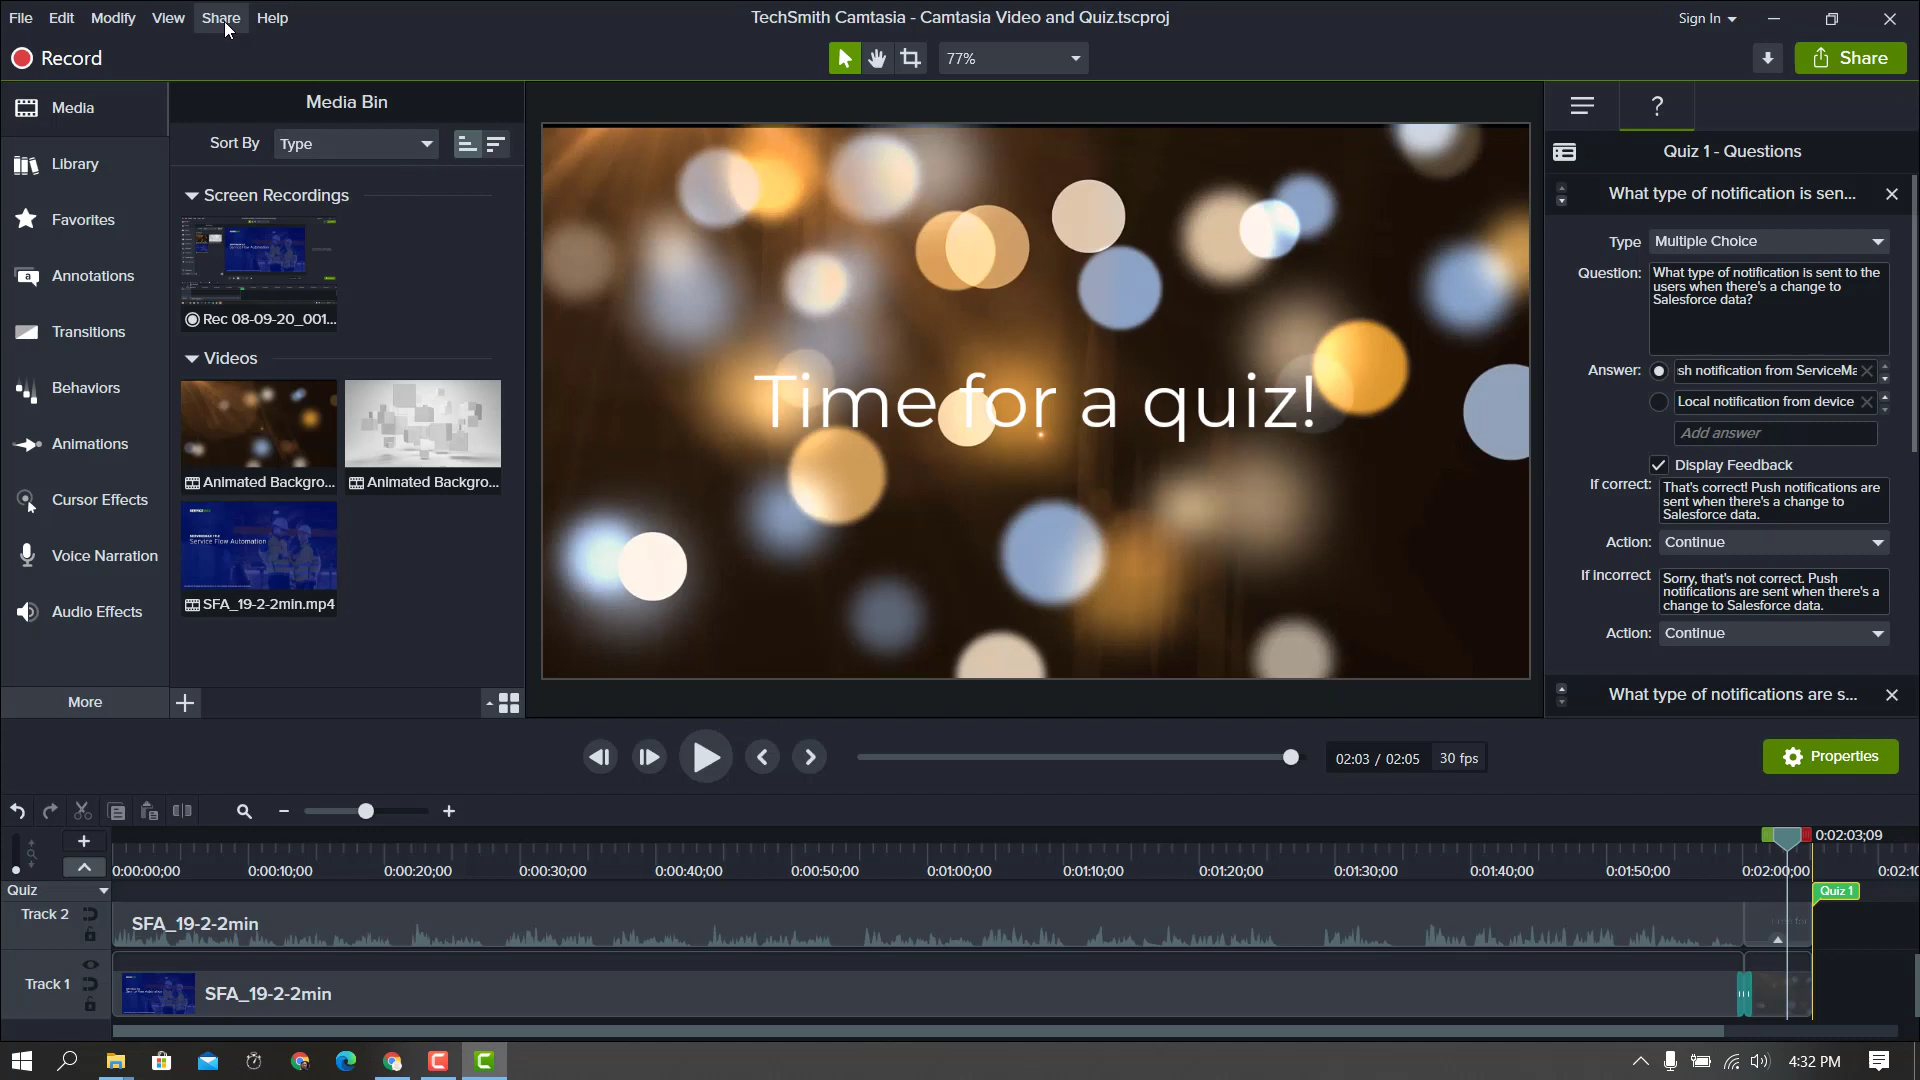 File Edit Modify View Share Help
TechSmith Camtasia - Camtasia Video and Quiz.tscproj
Sign In
Record
77%
Share
Media
Library
Favorites
Annotations
Transitions
Behaviors
Animations
Cursor Effects
Voice Narration
Audio Effects
More
Media Bin
Sort By Type
Screen Recordings
Rec 08-09-20_001...
Videos
Animated Backgro...
Animated Backgro...
Service Flow Automation
SFA_19-2-2min.mp4
Time for a quiz!
?
Quiz 1 - Questions
What type of notification is sen...
Type Multiple Choice
Question: What type of notification is sent to the
users when there's a change to
Salesforce data?
Answer: sh notification from ServiceMa
Local notification from device
Add answer
Display Feedback
If correct: That's correct! Push notifications are
sent when there's a change to
Salesforce data.
Action: Continue
If incorrect Sorry, that's not correct. Push
notifications are sent when there's a
change to Salesforce data.
Action: Continue
What type of notifications are s...
02:03 / 02:05 30 fps
Properties
0:02:03;09
0:00:00;00 0:00:10;00 0:00:20;00 0:00:30;00 0:00:40;00 0:00:50;00 0:01:00;00 0:01:10;00 0:01:20;00 0:01:30;00 0:01:40;00 0:01:50;00 0:02:00;00 0:02:10
Quiz
Quiz 1
Track 2
SFA_19-2-2min
Track 1
SFA_19-2-2min
4:32 PM